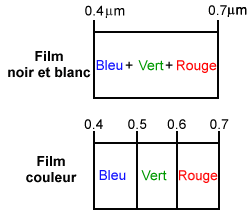 0.4µm 0.7µm
Film
noir et blanc
Bleu + Vert + Rouge
0.4 0.5 0.6 0.7
Film
couleur
Bleu Vert Rouge